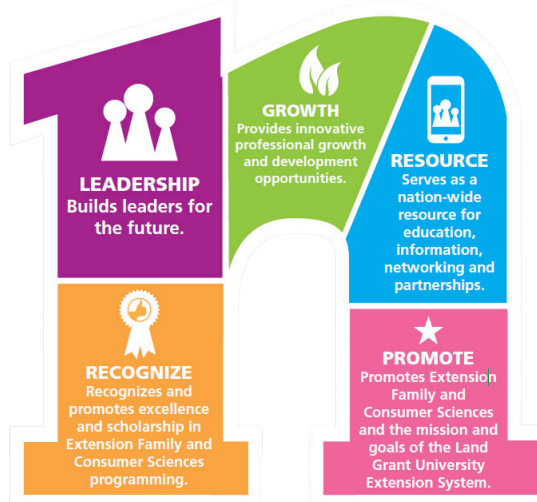 LEADERSHIP
Builds leaders for
the future.
GROWTH
Provides innovative
professional growth
and development
opportunities.
RESOURCE
Serves as a
nation-wide
resource for
education,
information,
networking and
partnerships.
RECOGNIZE
Recognizes and
promotes excellence
and scholarship in
Extension Family and
Consumer Sciences
programming.
PROMOTE
Promotes Extension
Family and
Consumer Sciences
and the mission and
goals of the Land
Grant University
Extension System.